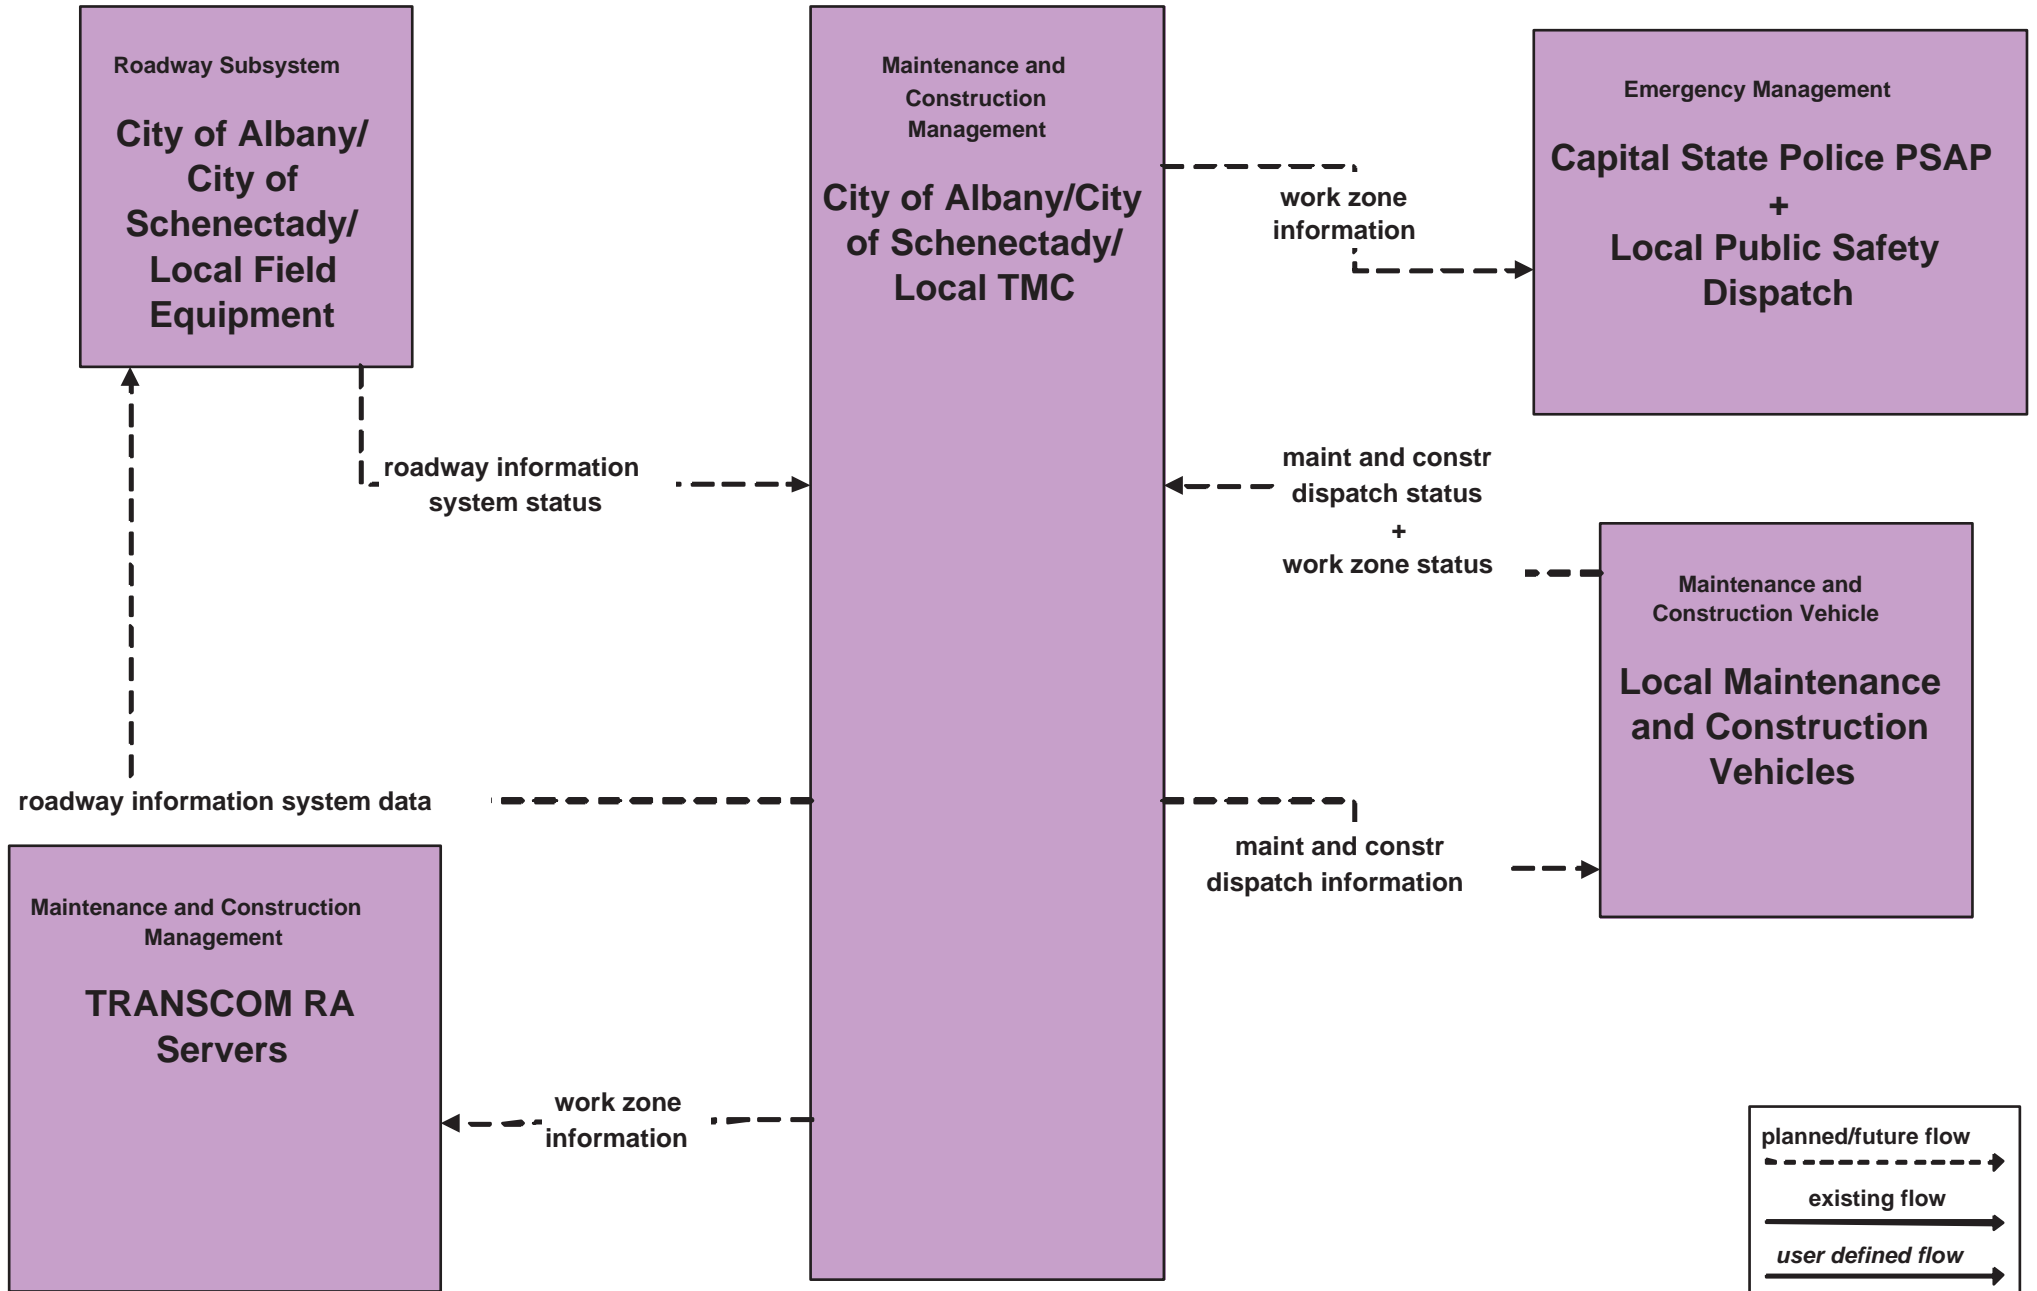 Roadway Subsystem
City of Albany/
City of
Schenectady/
Local Field
Equipment
Maintenance and
Construction
Management
City of Albany/City
of Schenectady/
Local TMC
Emergency Management
Capital State Police PSAP
+
Local Public Safety
Dispatch
work zone
information
roadway information
system status
maint and constr
dispatch status
+
work zone status
Maintenance and
Construction Vehicle
Local Maintenance
and Construction
Vehicles
roadway information system data
maint and constr
dispatch information
Maintenance and Construction
Management
TRANSCOM RA
Servers
work zone
information
planned/future flow
existing flow
user defined flow